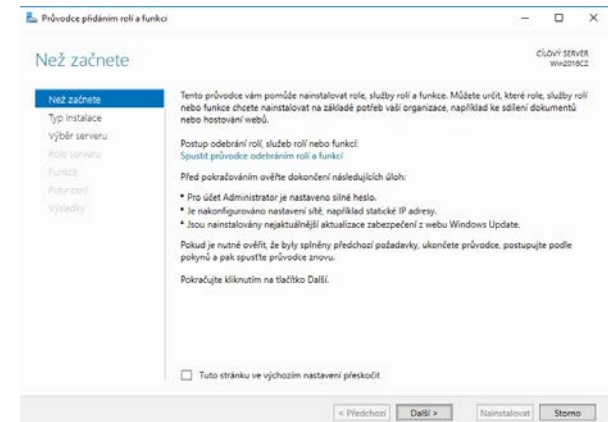 Průvodce přidáním rolí a funkcí
Než začnete
CÍLOVÝ SERVER
Win2016CZ
Než začnete
Typ instalace
Výběr serveru
Role serveru
Funkce
Potvrzení
Výsledky
Tento průvodce vám pomůže nainstalovat role, služby rolí a funkce. Můžete určit, které role, služby rolí
nebo funkce chcete nainstalovat na základě potřeb vaší organizace, například ke sdílení dokumentů
nebo hostování webů.
Postup odebrání rolí, služeb rolí nebo funkcí:
Spustit průvodce odebráním rolí a funkcí
Před pokračováním ověřte dokončení následujících úloh:
• Pro účet Administrator je nastaveno silné heslo.
• Je nakonfigurováno nastavení sítě, například statické IP adresy.
• Jsou nainstalovány nejaktuálnější aktualizace zabezpečení z webu Windows Update.
Pokud je nutné ověřit, že byly splněny předchozí požadavky, ukončete průvodce, postupujte podle
pokynů a pak spusťte průvodce znovu.
Pokračujte kliknutím na tlačítko Další.
Tuto stránku ve výchozím nastavení přeskočit
< Předchozí
Další >
Nainstalovat
Storno